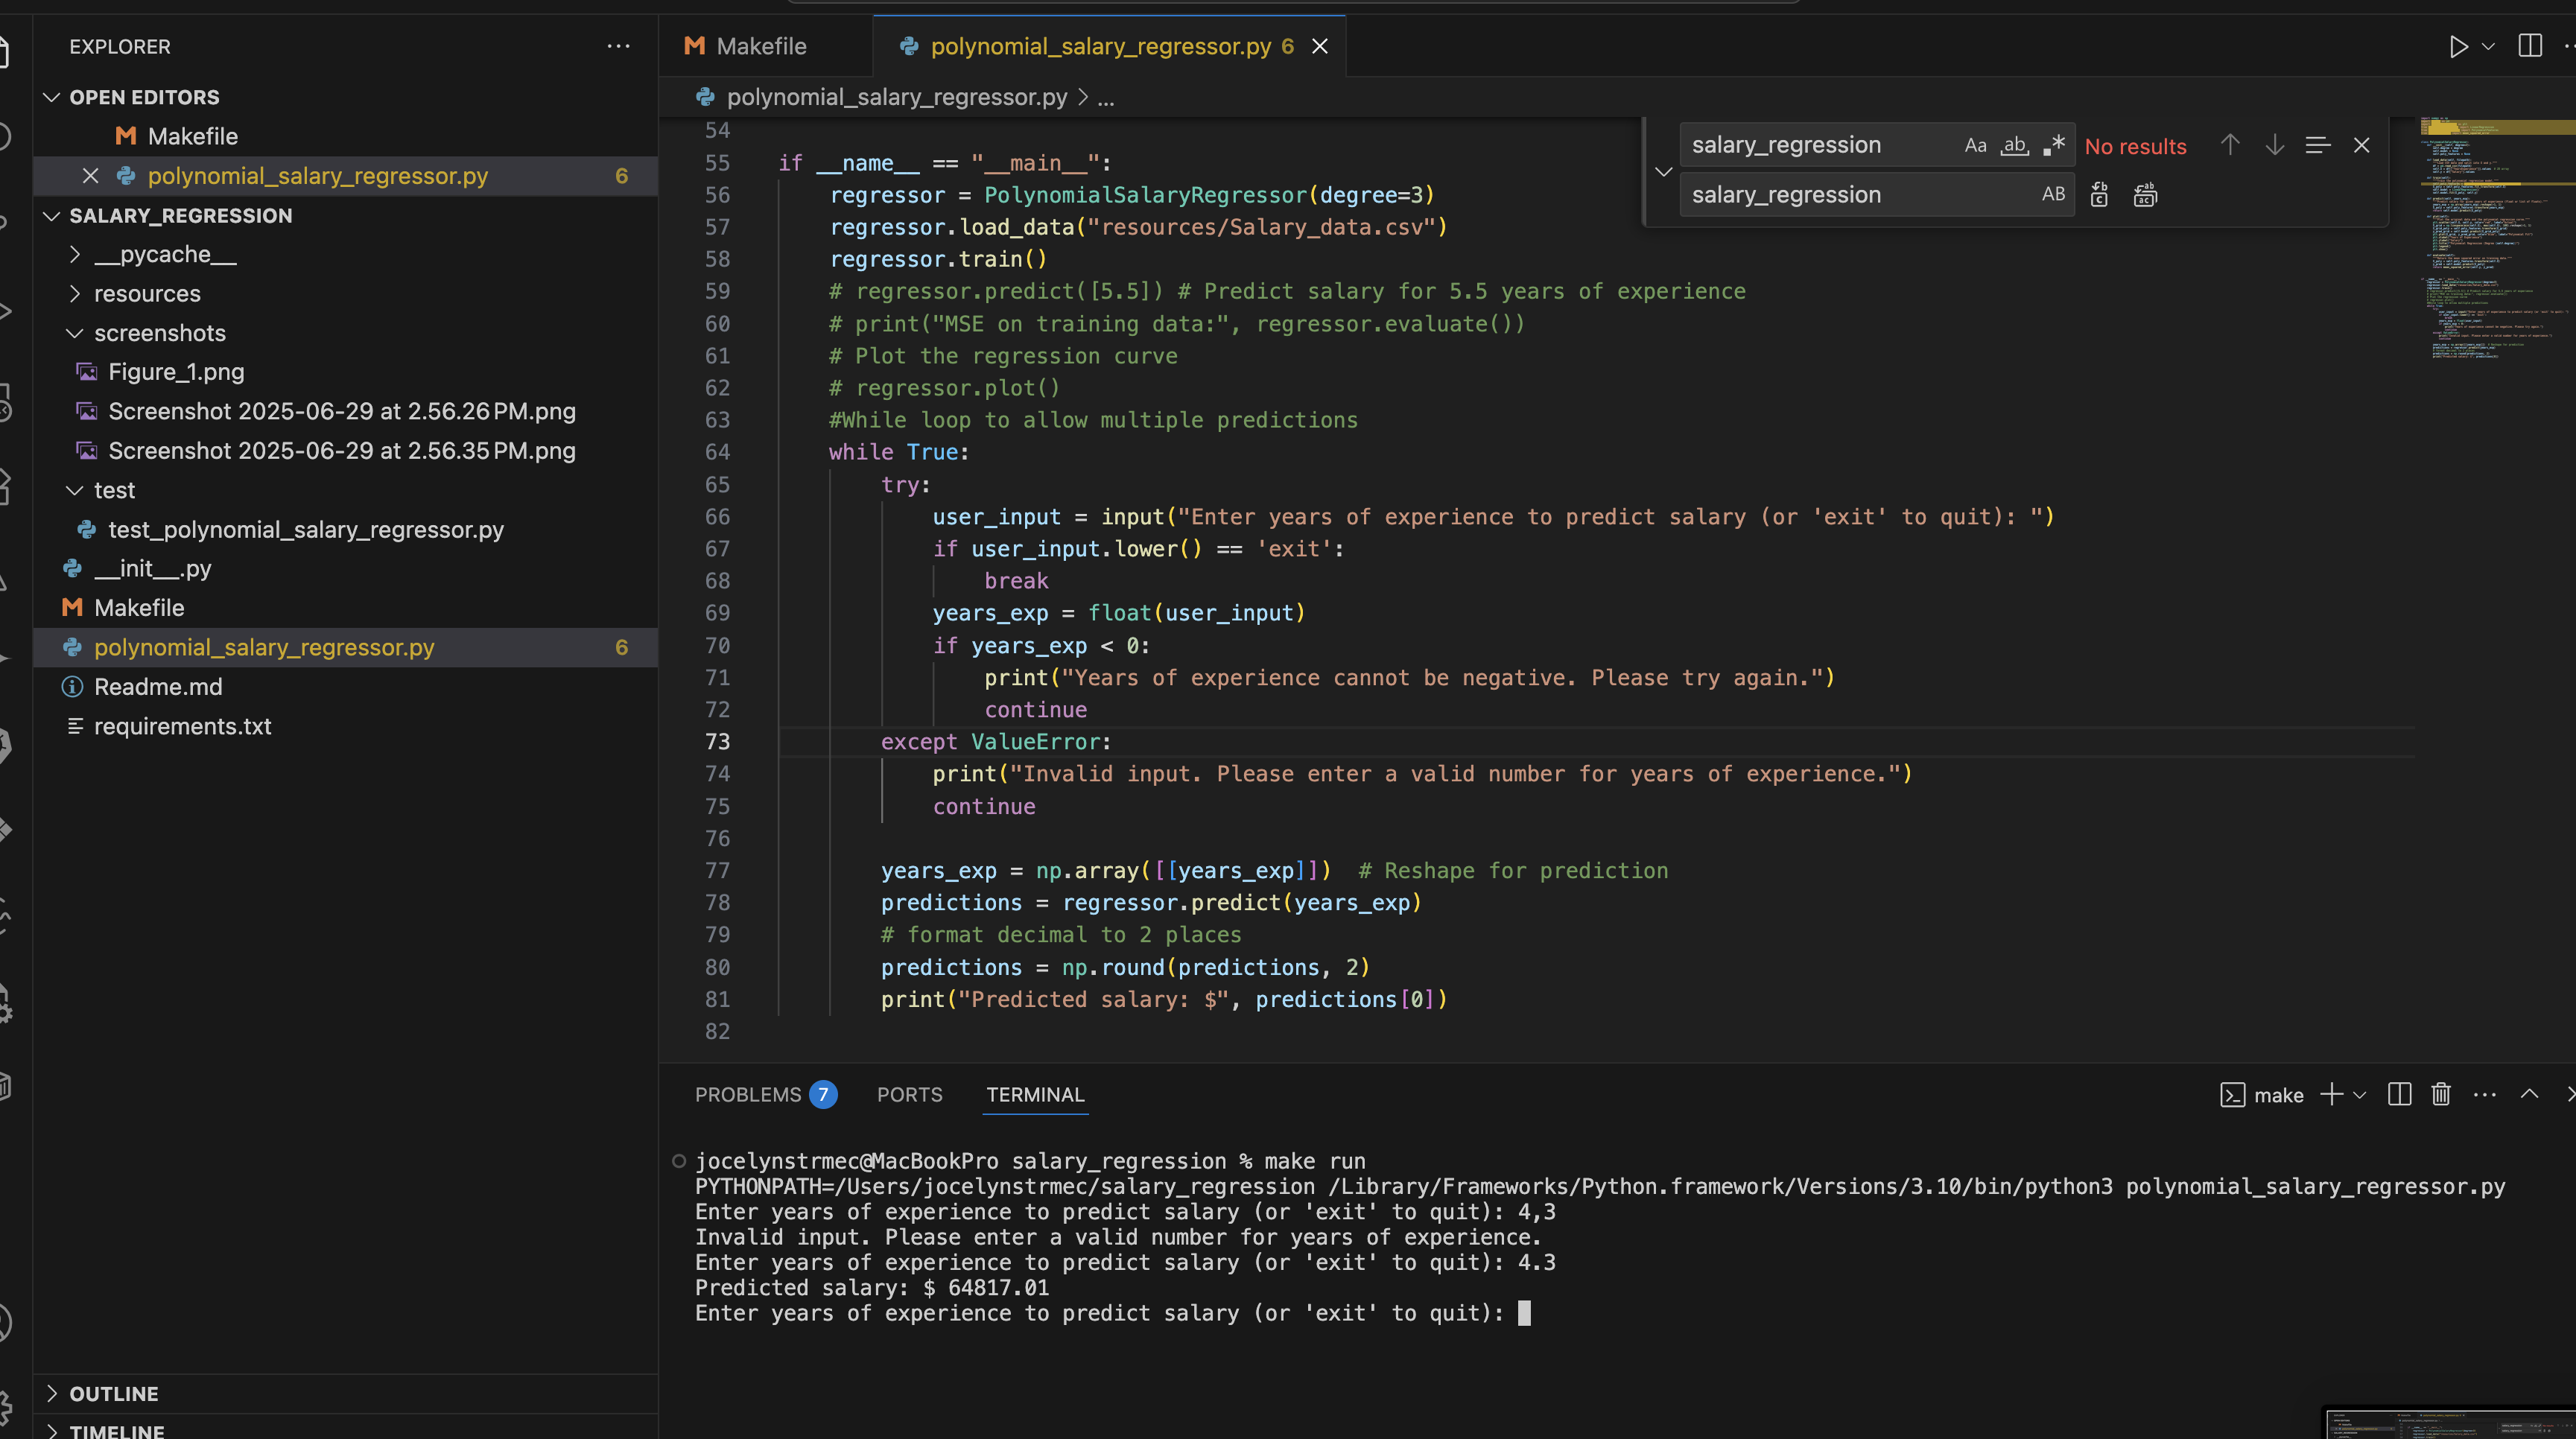 EXPLORER
OPEN EDITORS
Makefile
polynomial_salary_regressor.py 6
SALARY_REGRESSION
__pycache__
resources
screenshots
Figure_1.png
Screenshot 2025-06-29 at 2.56.26 PM.png
Screenshot 2025-06-29 at 2.56.35 PM.png
test
test_polynomial_salary_regressor.py
__init__.py
Makefile
polynomial_salary_regressor.py 6
Readme.md
requirements.txt
OUTLINE
TIMELINE
Makefile
polynomial_salary_regressor.py 6
polynomial_salary_regressor.py > ...
salary_regression Aa ab No results
salary_regression AB
54
55 if __name__ == "__main__":
56 regressor = PolynomialSalaryRegressor(degree=3)
57 regressor.load_data("resources/Salary_data.csv")
58 regressor.train()
59 # regressor.predict([5.5]) # Predict salary for 5.5 years of experience
60 # print("MSE on training data:", regressor.evaluate())
61 # Plot the regression curve
62 # regressor.plot()
63 #While loop to allow multiple predictions
64 while True:
65 try:
66 user_input = input("Enter years of experience to predict salary (or 'exit' to quit): ")
67 if user_input.lower() == 'exit':
68 break
69 years_exp = float(user_input)
70 if years_exp < 0:
71 print("Years of experience cannot be negative. Please try again.")
72 continue
73 except ValueError:
74 print("Invalid input. Please enter a valid number for years of experience.")
75 continue
76
77 years_exp = np.array([[years_exp]]) # Reshape for prediction
78 predictions = regressor.predict(years_exp)
79 # format decimal to 2 places
80 predictions = np.round(predictions, 2)
81 print("Predicted salary: $", predictions[0])
82
PROBLEMS 7 PORTS TERMINAL
make
jocelynstrmec@MacBookPro salary_regression % make run
PYTHONPATH=/Users/jocelynstrmec/salary_regression /Library/Frameworks/Python.framework/Versions/3.10/bin/python3 polynomial_salary_regressor.py
Enter years of experience to predict salary (or 'exit' to quit): 4,3
Invalid input. Please enter a valid number for years of experience.
Enter years of experience to predict salary (or 'exit' to quit): 4.3
Predicted salary: $ 64817.01
Enter years of experience to predict salary (or 'exit' to quit):